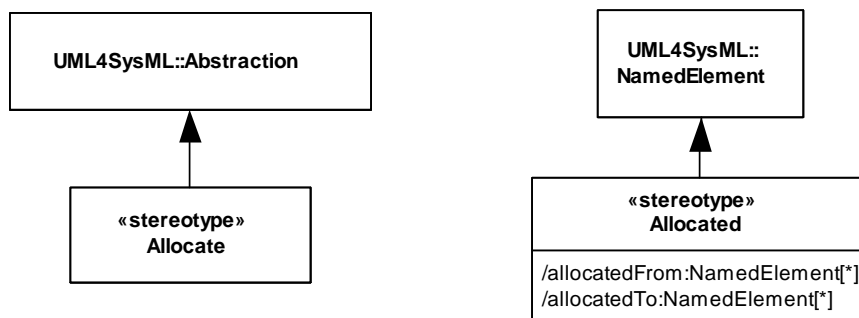 UML4SysML::Abstraction
«stereotype»
Allocate
UML4SysML::
NamedElement
«stereotype»
Allocated
/allocatedFrom:NamedElement[*]
/allocatedTo:NamedElement[*]